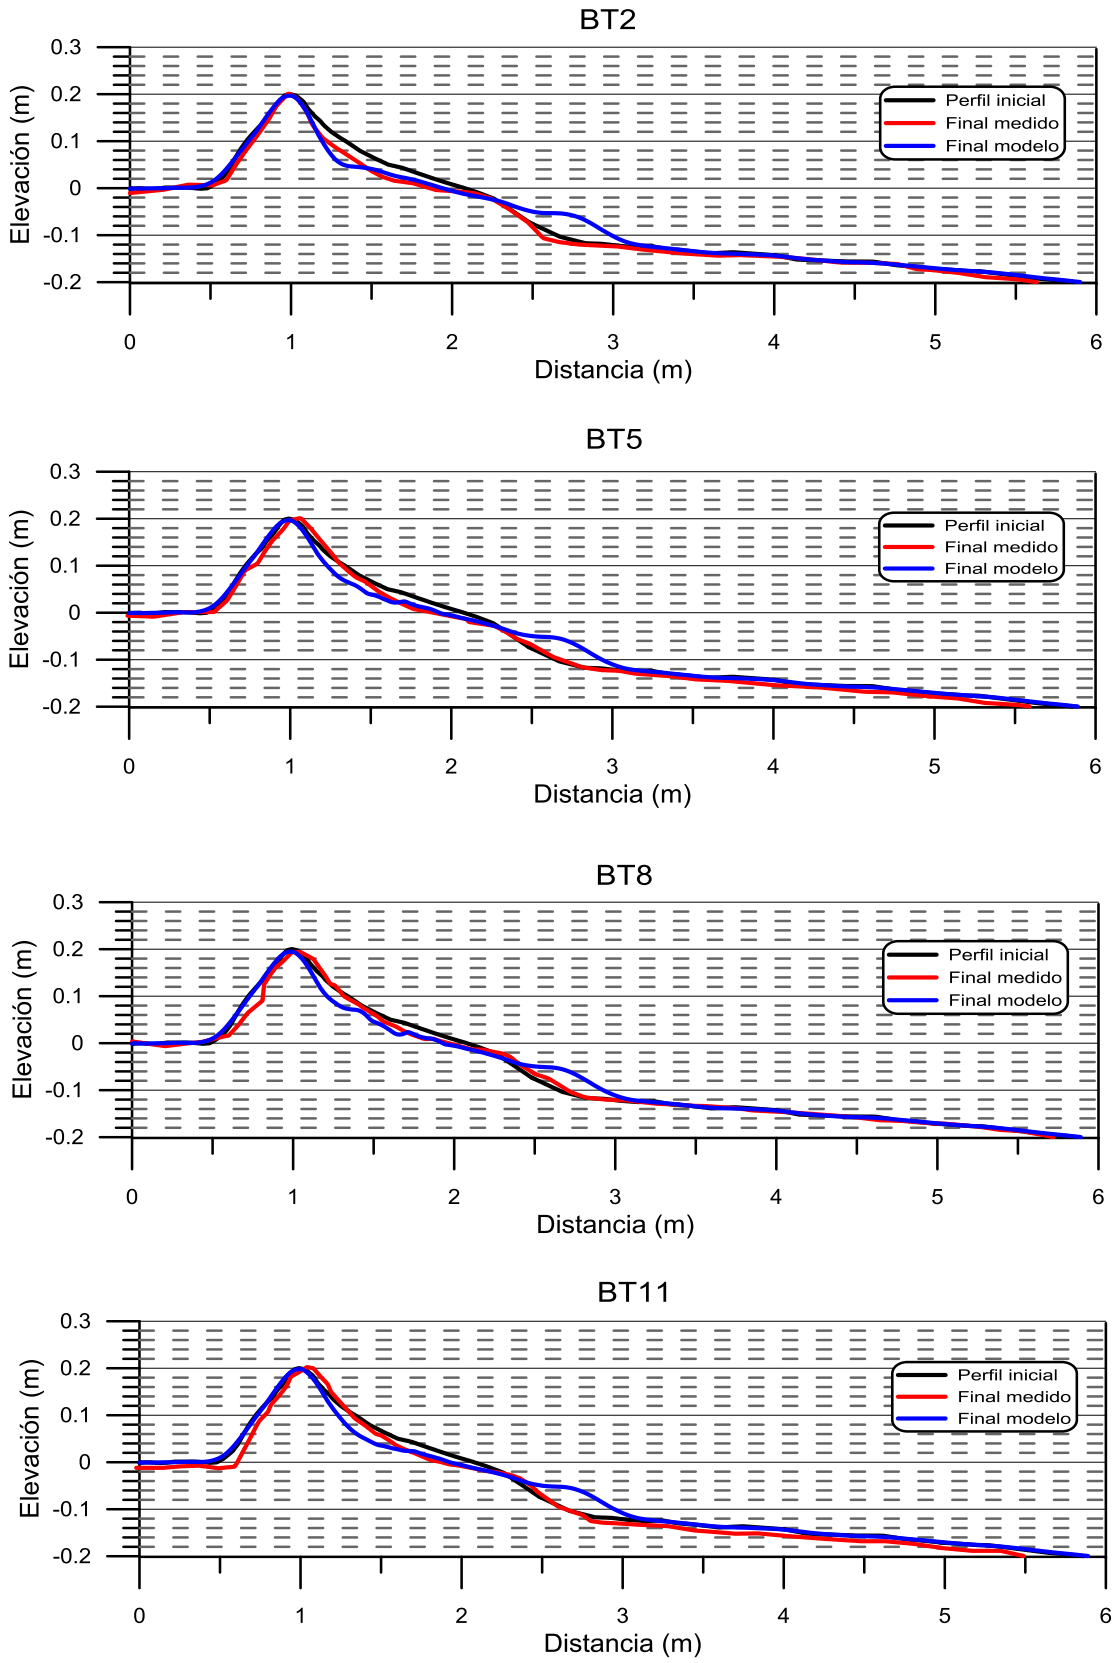 BT2
0.3
0.2
0.1
0
-0.1
-0.2
Elevación (m)
Perfil inicial
Final medido
Final modelo
0 1 2 3 4 5 6
Distancia (m)
BT5
0.3
0.2
0.1
0
-0.1
-0.2
Elevación (m)
Perfil inicial
Final medido
Final modelo
0 1 2 3 4 5 6
Distancia (m)
BT8
0.3
0.2
0.1
0
-0.1
-0.2
Elevación (m)
Perfil inicial
Final medido
Final modelo
0 1 2 3 4 5 6
Distancia (m)
BT11
0.3
0.2
0.1
0
-0.1
-0.2
Elevación (m)
Perfil inicial
Final medido
Final modelo
0 1 2 3 4 5 6
Distancia (m)